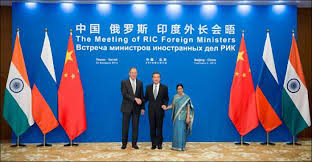 中国 俄罗斯 印度外长会晤
The Meeting of RIC Foreign Ministers
Встреча министров иностранных дел РИК